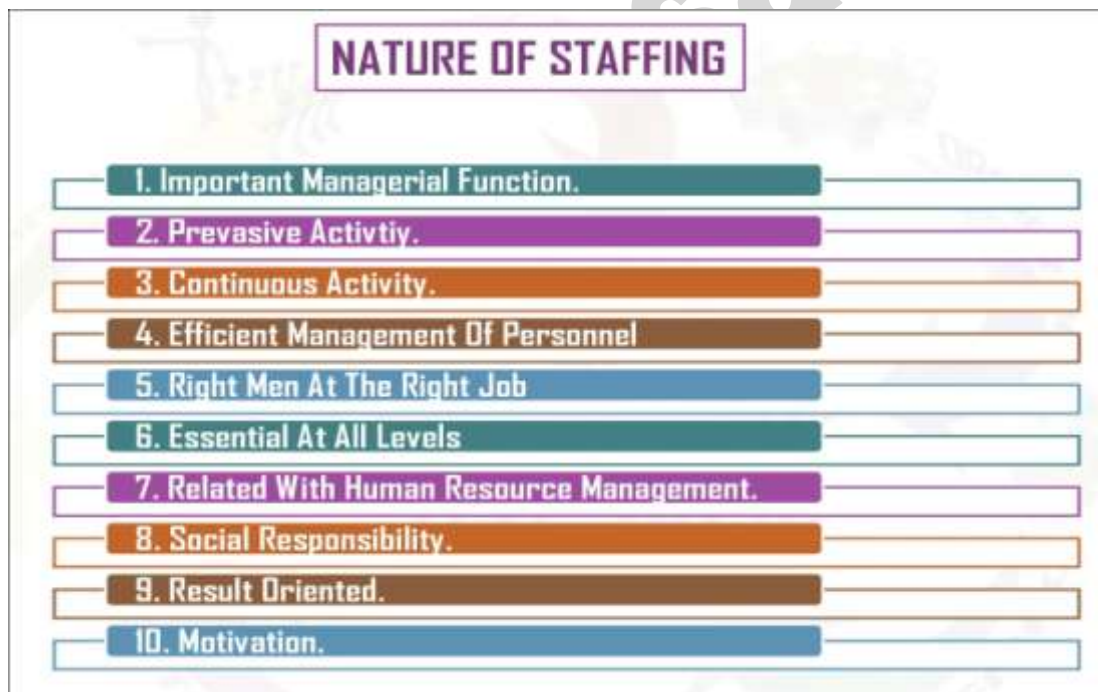 NATURE OF STAFFING
1. Important Managerial Function.
2. Prevasive Activtiy.
3. Continuous Activity.
4. Efficient Management Of Personnel
5. Right Men At The Right Job
6. Essential At All Levels
7. Related With Human Resource Management.
8. Social Responsibility.
9. Result Oriented.
10. Motivation.